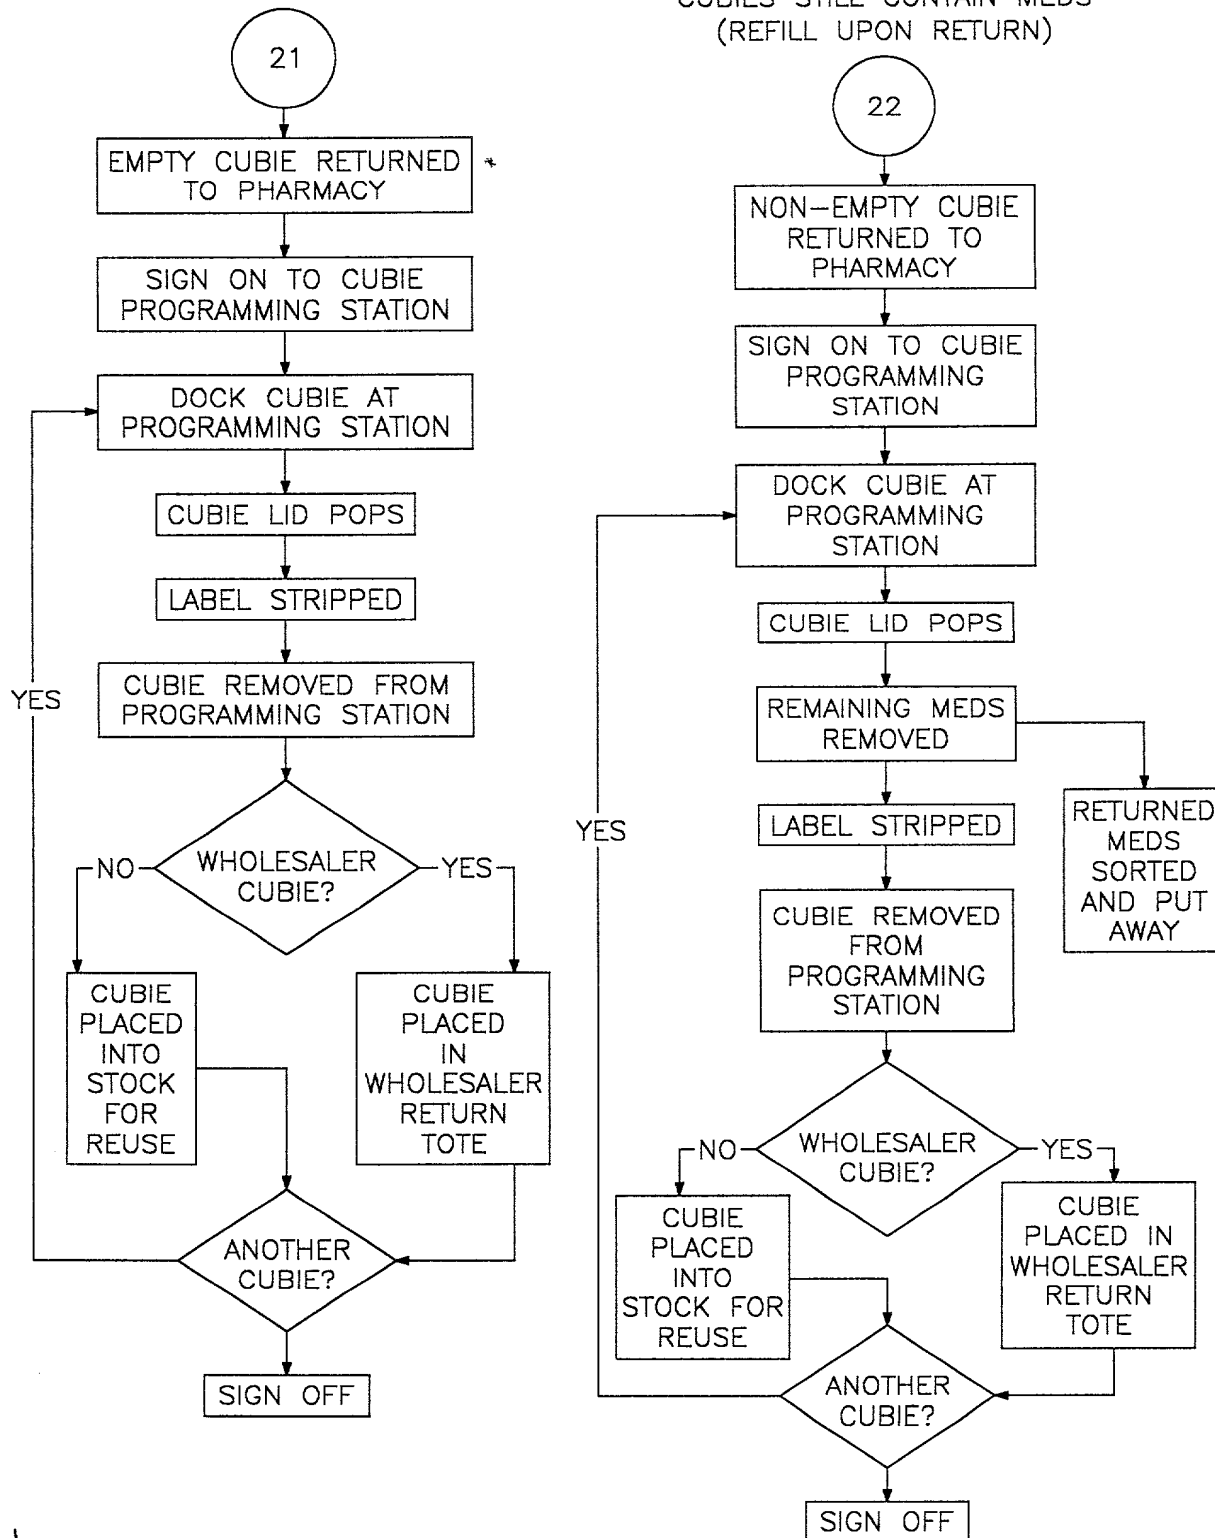 21
EMPTY CUBIE RETURNED *
TO PHARMACY
SIGN ON TO CUBIE
PROGRAMMING STATION
DOCK CUBIE AT
PROGRAMMING STATION
CUBIE LID POPS
LABEL STRIPPED
CUBIE REMOVED FROM
PROGRAMMING STATION
YES
WHOLESALER
CUBIE?
NO
YES
CUBIE
PLACED
INTO
STOCK
FOR
REUSE
CUBIE
PLACED
IN
WHOLESALER
RETURN
TOTE
ANOTHER
CUBIE?
SIGN OFF
CUBIES STILL CONTAIN MEDS
(REFILL UPON RETURN)
22
NON-EMPTY CUBIE
RETURNED TO
PHARMACY
SIGN ON TO CUBIE
PROGRAMMING
STATION
DOCK CUBIE AT
PROGRAMMING
STATION
CUBIE LID POPS
REMAINING MEDS
REMOVED
RETURNED
MEDS
SORTED
AND PUT
AWAY
YES
LABEL STRIPPED
CUBIE REMOVED
FROM
PROGRAMMING
STATION
WHOLESALER
CUBIE?
NO
YES
CUBIE
PLACED
INTO
STOCK FOR
REUSE
CUBIE
PLACED IN
WHOLESALER
RETURN
TOTE
ANOTHER
CUBIE?
SIGN OFF